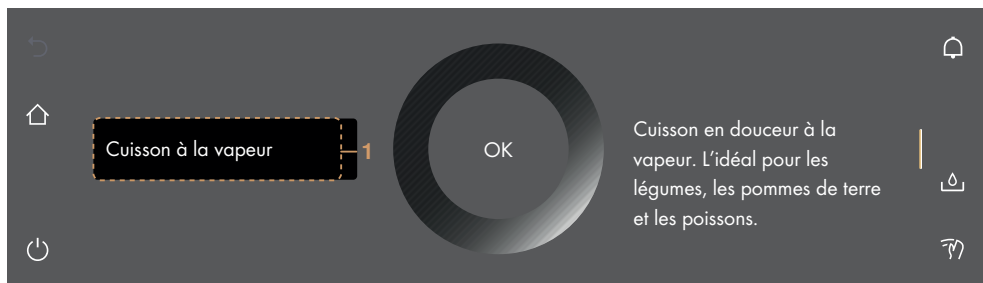 Cuisson à la vapeur
1
OK
Cuisson en douceur à la
vapeur. L'idéal pour les
légumes, les pommes de terre
et les poissons.